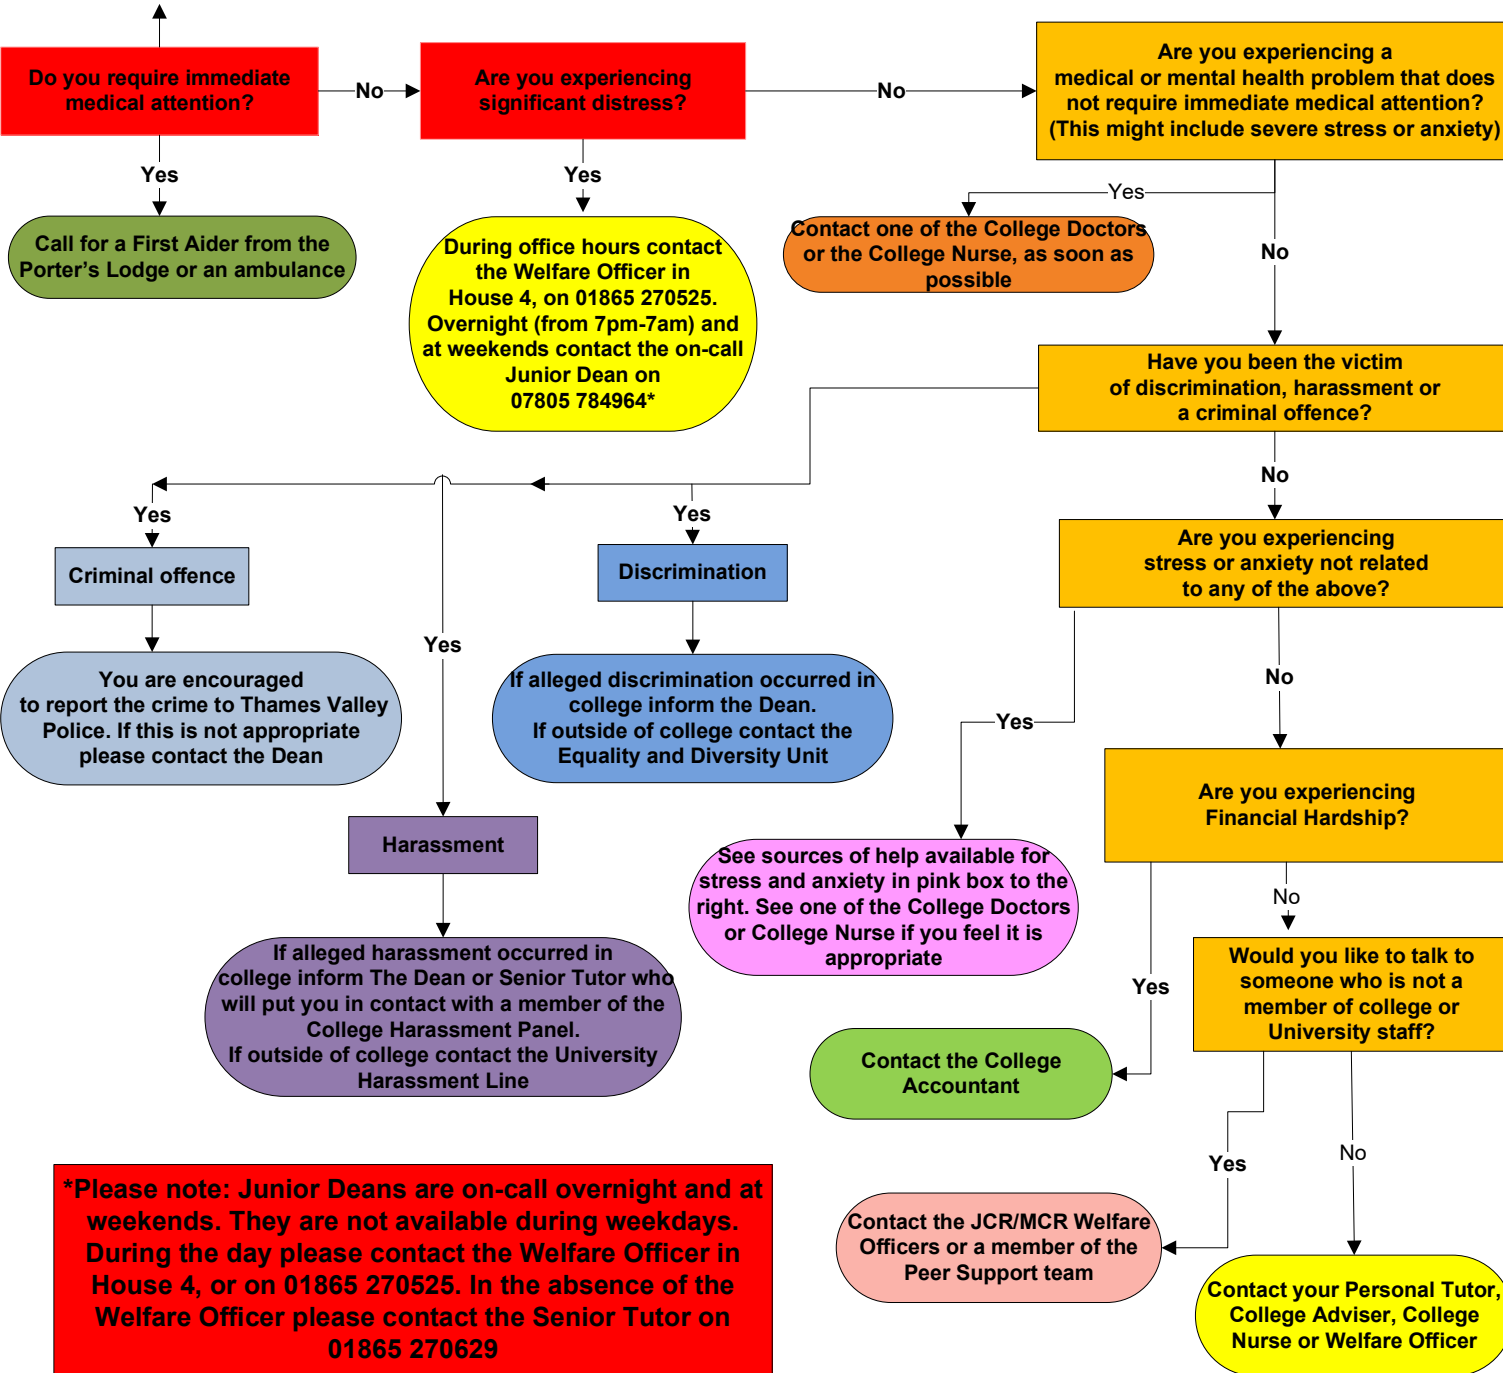 Do you require immediate
medical attention?
No
Are you experiencing
significant distress?
No
Are you experiencing a
medical or mental health problem that does
not require immediate medical attention?
(This might include severe stress or anxiety)
Yes
Yes
Yes
Call for a First Aider from the
Porter's Lodge or an ambulance
During office hours contact
the Welfare Officer in
House 4, on 01865 270525.
Overnight (from 7pm-7am) and
at weekends contact the on-call
Junior Dean on
07805 784964*
Contact one of the College Doctors
or the College Nurse, as soon as
possible
No
Have you been the victim
of discrimination, harassment or
a criminal offence?
No
Yes
Yes
Criminal offence
Discrimination
Are you experiencing
stress or anxiety not related
to any of the above?
Yes
You are encouraged
to report the crime to Thames Valley
Police. If this is not appropriate
please contact the Dean
If alleged discrimination occurred in
college inform the Dean.
If outside of college contact the
Equality and Diversity Unit
No
Yes
Are you experiencing
Financial Hardship?
Harassment
See sources of help available for
stress and anxiety in pink box to the
right. See one of the College Doctors
or College Nurse if you feel it is
appropriate
No
If alleged harassment occurred in
college inform The Dean or Senior Tutor who
will put you in contact with a member of the
College Harassment Panel.
If outside of college contact the University
Harassment Line
Yes
Would you like to talk to
someone who is not a
member of college or
University staff?
Contact the College
Accountant
Yes
No
*Please note: Junior Deans are on-call overnight and at
weekends. They are not available during weekdays.
During the day please contact the Welfare Officer in
House 4, or on 01865 270525. In the absence of the
Welfare Officer please contact the Senior Tutor on
01865 270629
Contact the JCR/MCR Welfare
Officers or a member of the
Peer Support team
Contact your Personal Tutor,
College Adviser, College
Nurse or Welfare Officer